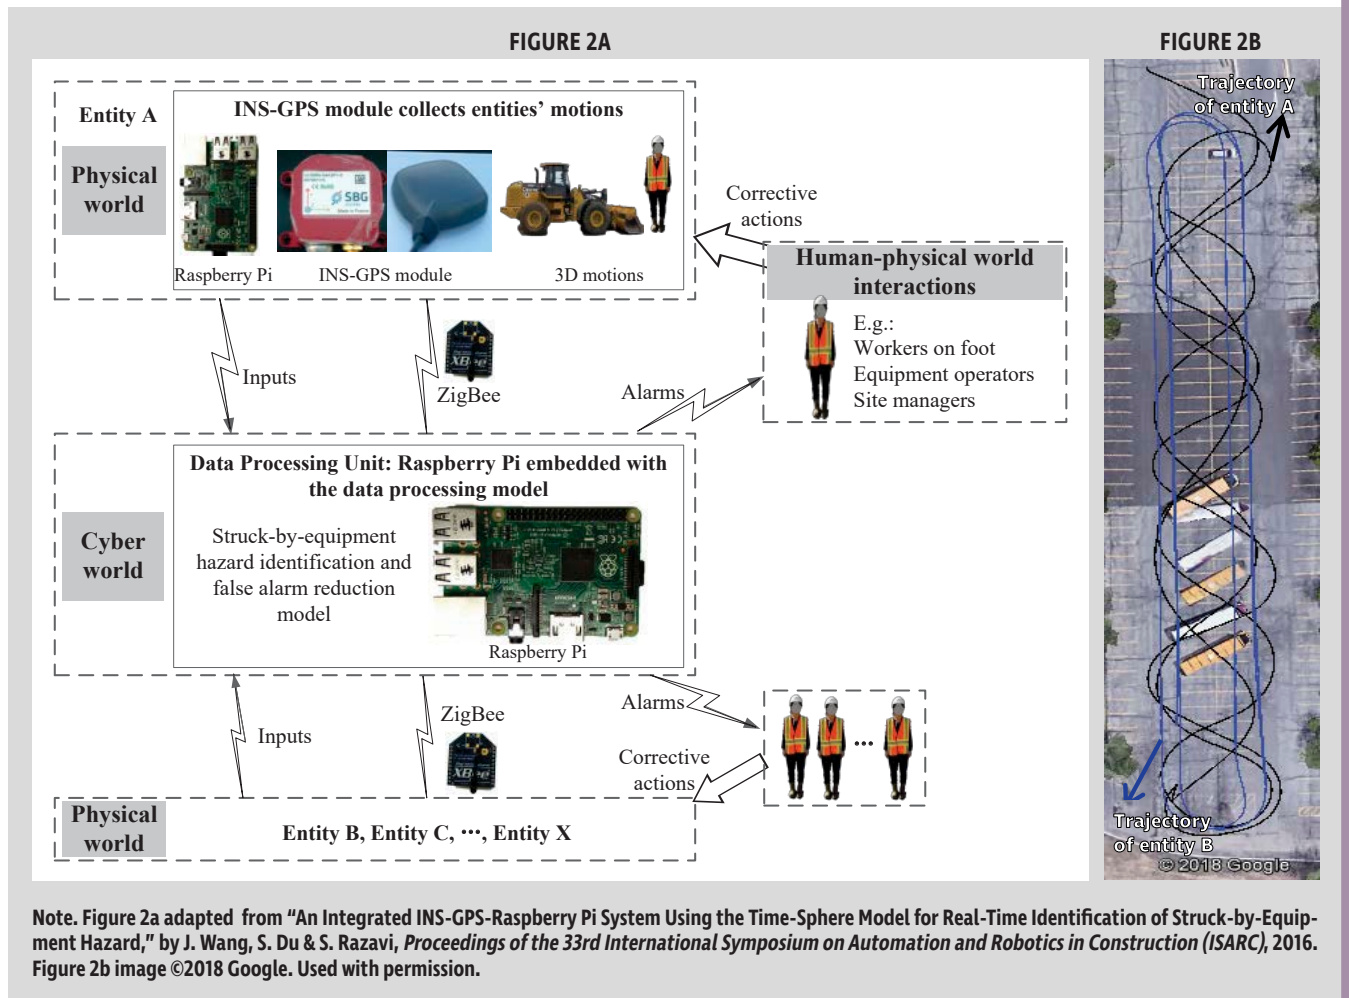 FIGURE 2A
Entity A
Physical
world
INS-GPS module collects entities’ motions
SBG
Raspberry Pi
INS-GPS module
3D motions
Corrective
actions
Human-physical world
interactions
E.g.:
Workers on foot
Equipment operators
Site managers
Inputs
XBee
ZigBee
Alarms
Cyber
world
Data Processing Unit: Raspberry Pi embedded with
the data processing model
Struck-by-equipment
hazard identification and
false alarm reduction
model
Raspberry Pi
Inputs
ZigBee
XBee
Alarms
Corrective
actions
...
Physical
world
Entity B, Entity C, ···, Entity X
FIGURE 2B
Trajectory
of entity A
Trajectory
of entity B
© 2018 Google
Note. Figure 2a adapted from “An Integrated INS-GPS-Raspberry Pi System Using the Time-Sphere Model for Real-Time Identification of Struck-by-Equip-
ment Hazard,” by J. Wang, S. Du & S. Razavi, Proceedings of the 33rd International Symposium on Automation and Robotics in Construction (ISARC), 2016.
Figure 2b image ©2018 Google. Used with permission.